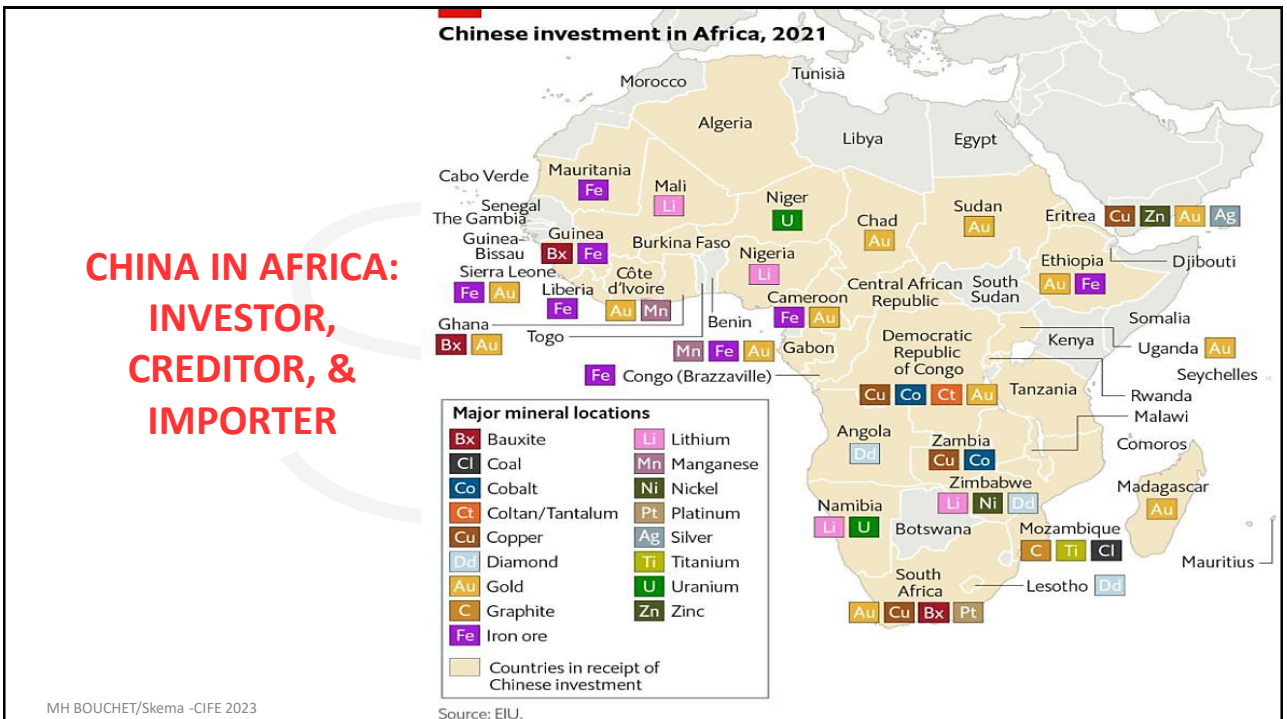 CHINA IN AFRICA:
INVESTOR,
CREDITOR, &
IMPORTER
MH BOUCHET/Skema -CIFE 2023
Chinese investment in Africa, 2021
Morocco
Tunisia
Algeria
Libya
Egypt
Cabo Verde
Mauritania
Fe
Mali
Li
Niger
U
Chad
Au
Sudan
Au
Eritrea Cu Zn Au Ag
Senegal
The Gambia
Guinea-
Bissau
Guinea
Bx Fe
Burkina Faso
Nigeria
Li
Ethiopia
Au Fe
Djibouti
Sierra Leone
Fe Au
Liberia
Fe
Côte
d'Ivoire
Au Mn
Benin
Togo
Ghana
Bx Au
Cameroon
Fe Au
Central African
Republic
South
Sudan
Somalia
Mn Fe Au Gabon
Fe Congo (Brazzaville)
Democratic
Republic
of Congo
Cu Co Ct Au
Kenya
Uganda Au
Seychelles
Rwanda
Tanzania
Malawi
Angola
Dd
Zambia
Cu Co
Comoros
Zimbabwe
Li Ni Dd
Madagascar
Au
Namibia
Li U
Botswana
Mozambique
C Ti Cl
Mauritius
South
Africa
Au Cu Bx Pt
Lesotho Dd
Major mineral locations
Bx Bauxite
Cl Coal
Co Cobalt
Ct Coltan/Tantalum
Cu Copper
Dd Diamond
Au Gold
C Graphite
Fe Iron ore
Li Lithium
Mn Manganese
Ni Nickel
Pt Platinum
Ag Silver
Ti Titanium
U Uranium
Zn Zinc
Countries in receipt of
Chinese investment
Source: EIU.